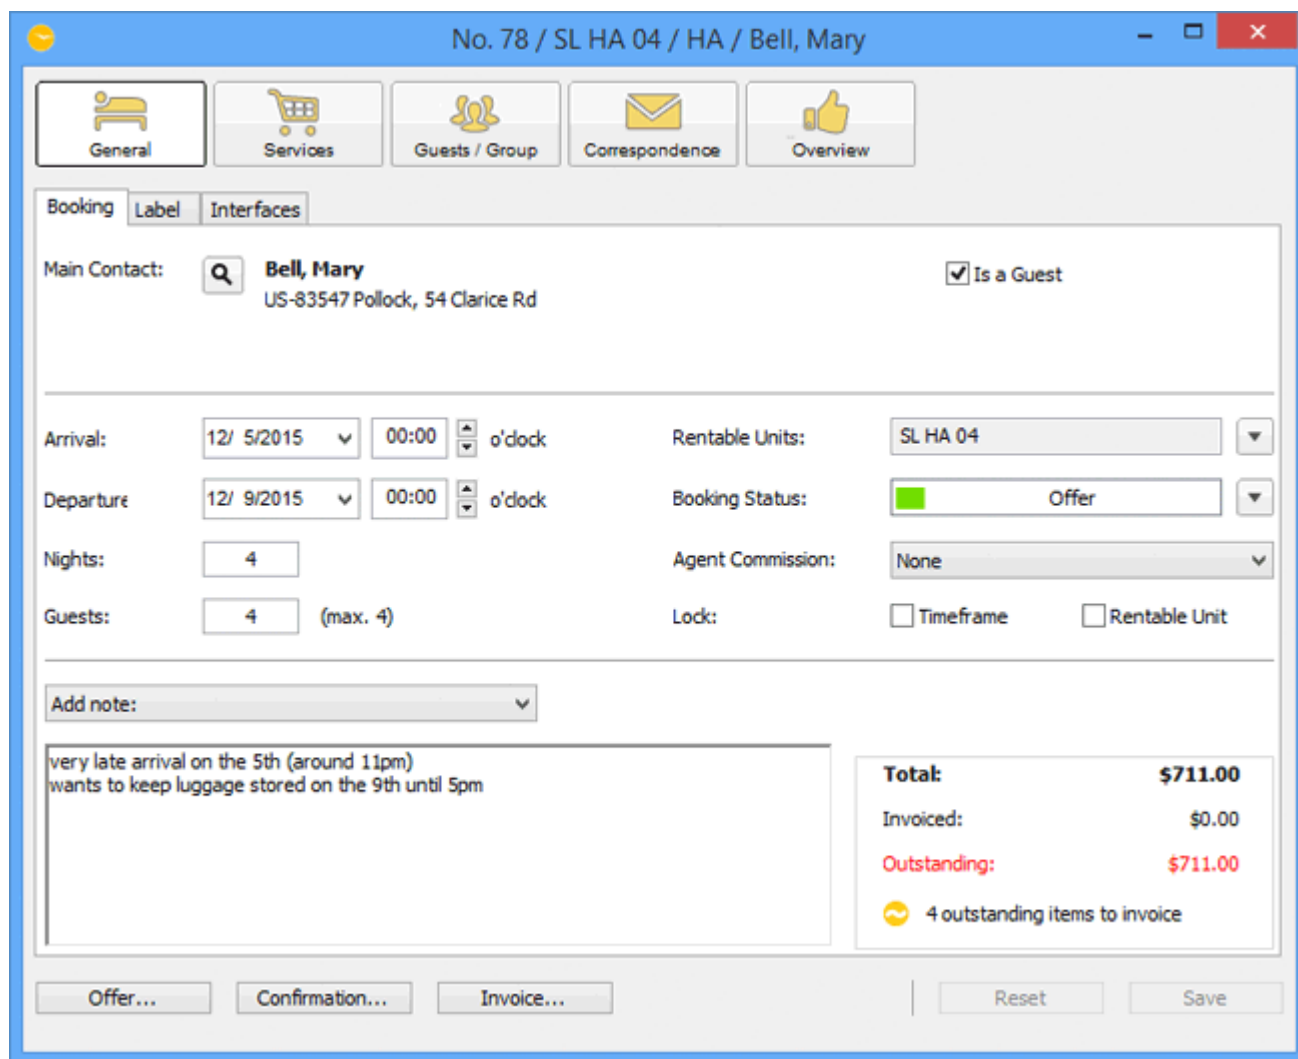 No. 78 / SL HA 04 / HA / Bell, Mary
General
Services
Guests / Group
Correspondence
Overview
Booking
Label
Interfaces
Main Contact:
Bell, Mary
Is a Guest
US-83547 Pollock, 54 Clarice Rd
Arrival:
12/ 5/2015
00:00
o'clock
Rentable Units:
SL HA 04
Departure
12/ 9/2015
00:00
o'clock
Booking Status:
Offer
Nights:
4
Agent Commission:
None
Guests:
4
(max. 4)
Lock:
Timeframe
Rentable Unit
Add note:
very late arrival on the 5th (around 11pm)
wants to keep luggage stored on the 9th until 5pm
Total:
$711.00
Invoiced:
$0.00
Outstanding:
$711.00
4 outstanding items to invoice
Offer...
Confirmation...
Invoice...
Reset
Save